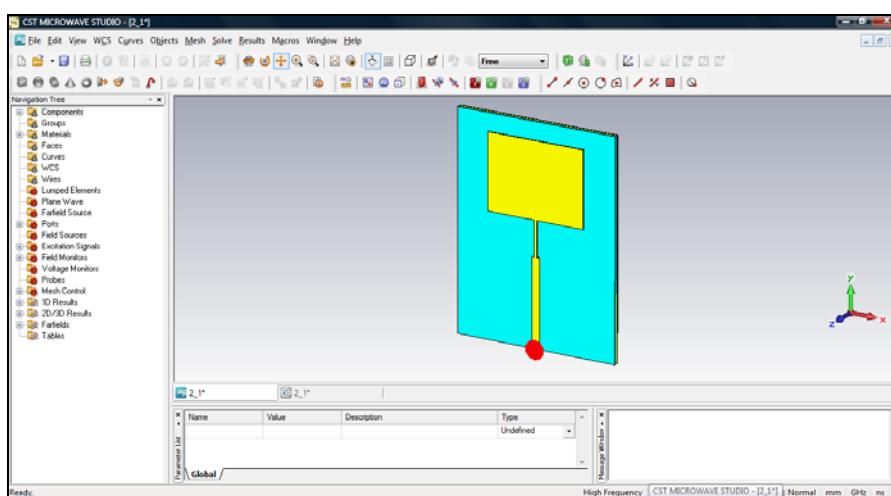 CST MICROWAVE STUDIO - [2_1*]
File Edit View WCS Curves Objects Mesh Solve Results Macros Window Help
Free
Navigation Tree
Components
Groups
Materials
Faces
Curves
WCS
Wires
Lumped Elements
Plane Wave
Farfield Source
Ports
Field Sources
Excitation Signals
Field Monitors
Voltage Monitors
Probes
Mesh Control
1D Results
2D/3D Results
Farfields
Tables
y
z
x
2_1*
2_1*
Name Value Description Type
Undefined
Parameter List
Global
Message Window
Ready.
High Frequency CST MICROWAVE STUDIO - [2_1*] Normal mm GHz ns